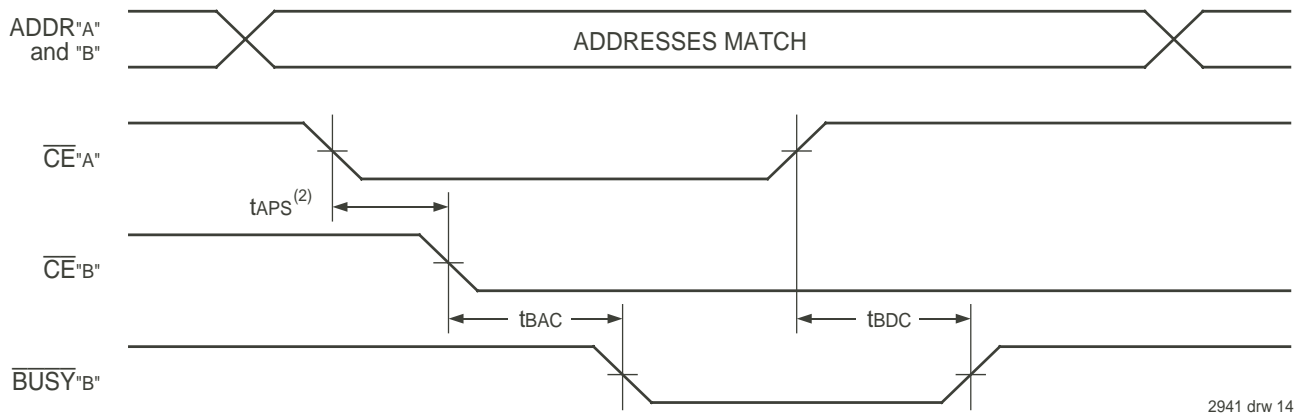 ADDR"A"
and "B"
ADDRESSES MATCH
CE"A"
tAPS(2)
CE"B"
tBAC
tBDC
BUSY"B"
2941 drw 14